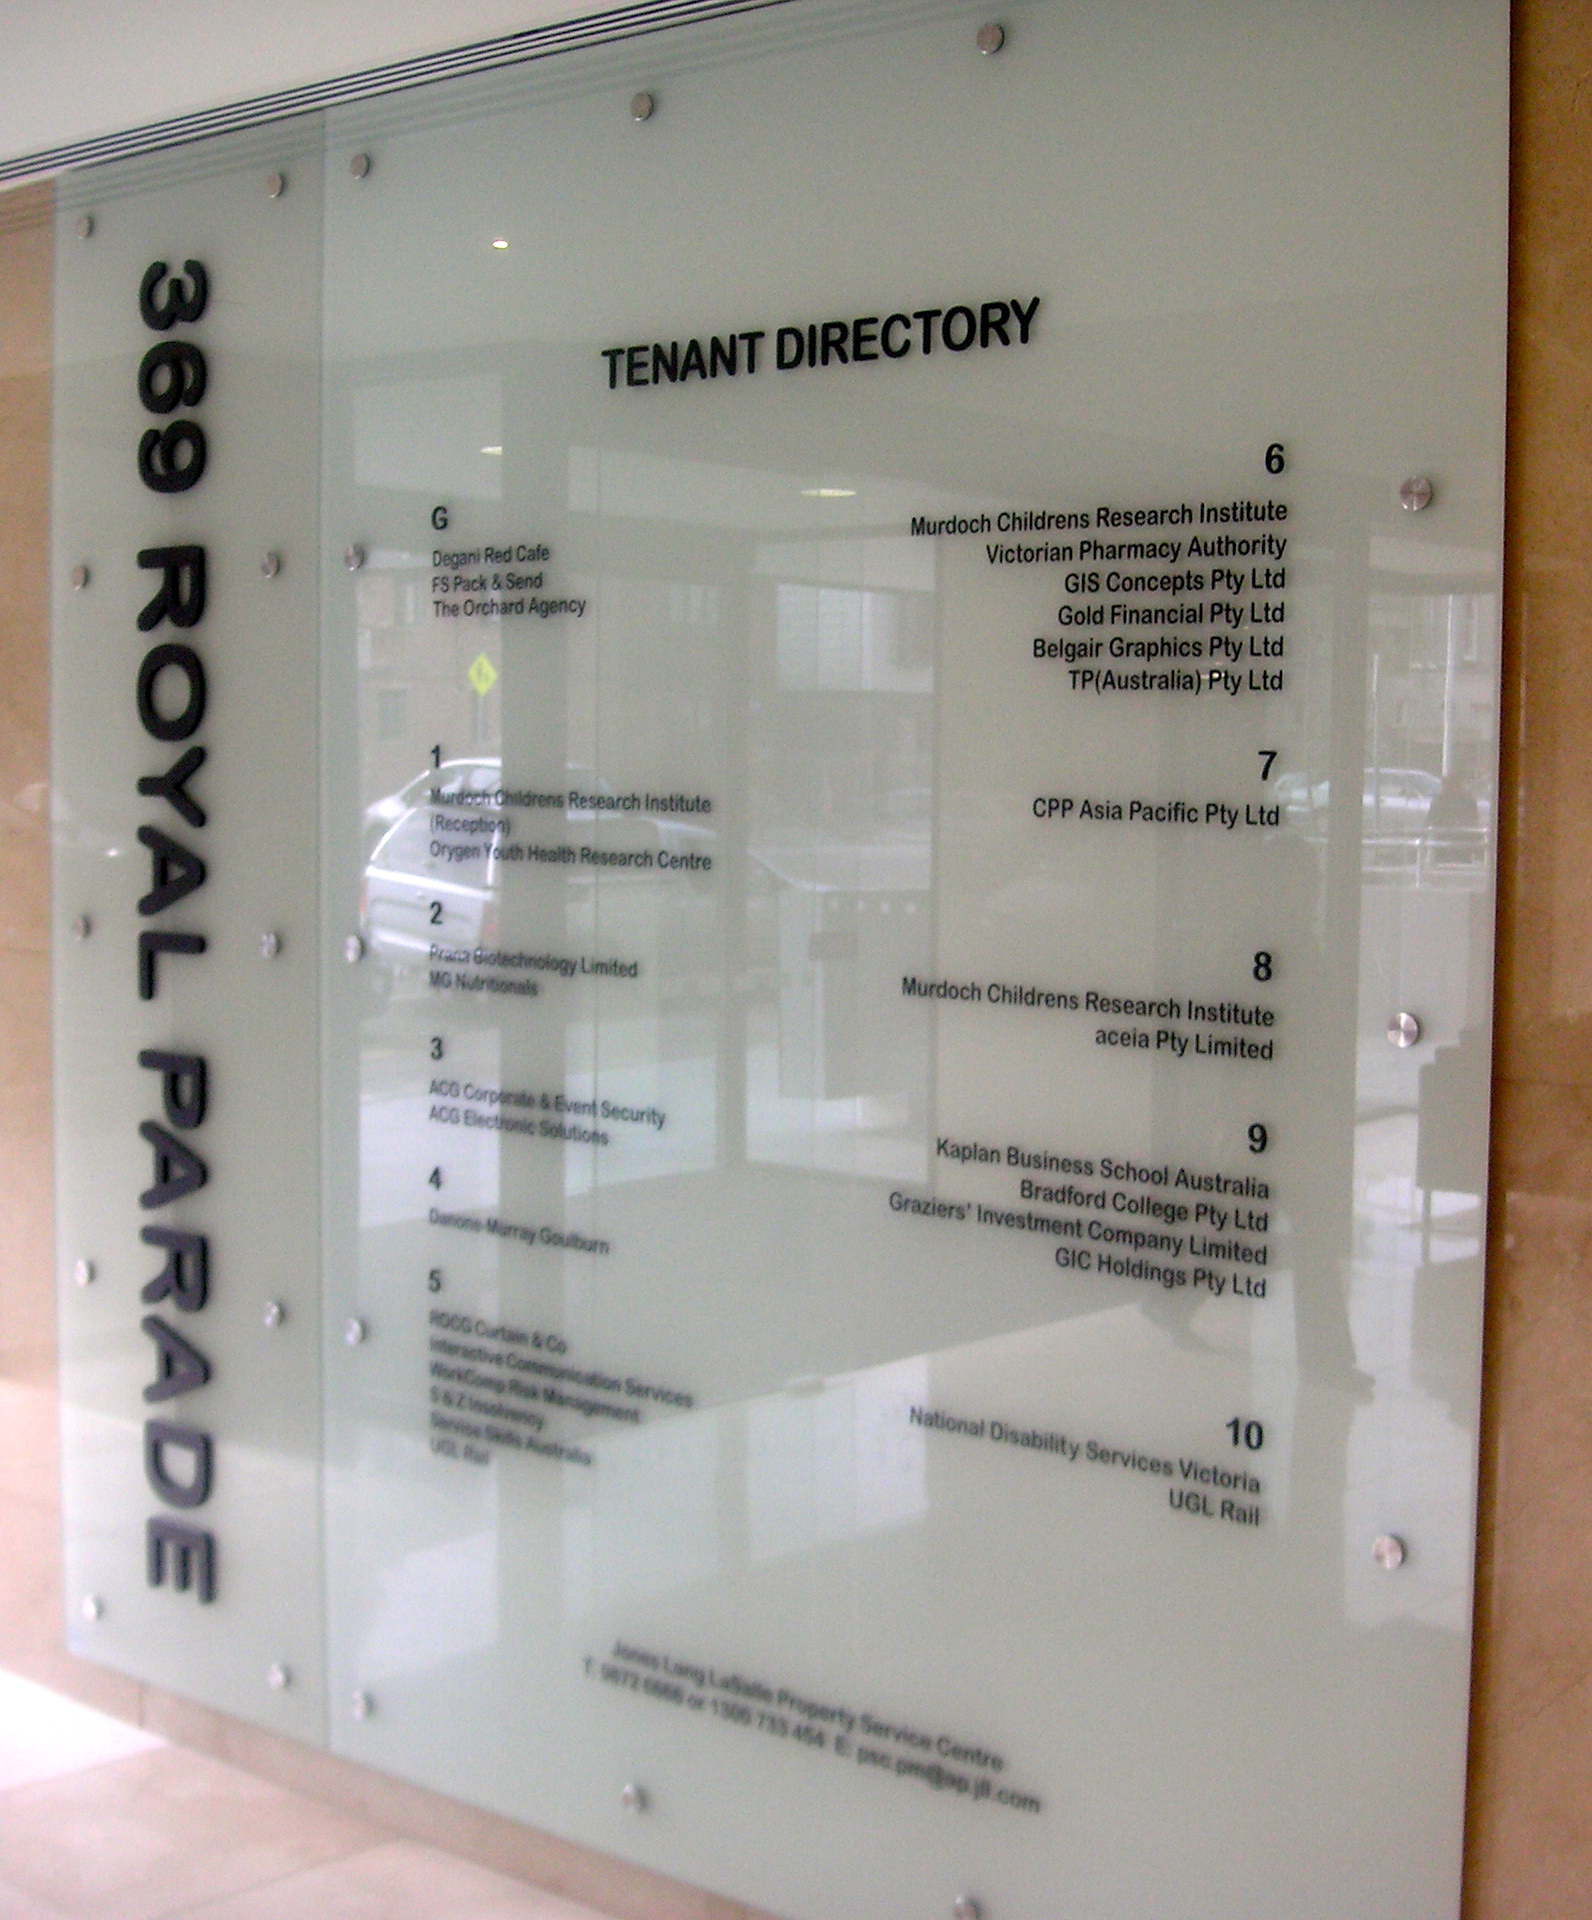 369 ROYAL PARADE
TENANT DIRECTORY
G
Degani Red Cafe
FS Pack & Send
The Orchard Agency
1
Murdoch Childrens Research Institute
(Reception)
Orygen Youth Health Research Centre
2
Prana Biotechnology Limited
MG Nutritionals
3
ACG Corporate & Event Security
ACG Electronic Solutions
4
Danone Murray Goulburn
5
Curtain & Co
Interactive Communication Services
WorkComp Risk Management
S & Z Insolvency
Service Skills Australia
UGL Rail
6
Murdoch Childrens Research Institute
Victorian Pharmacy Authority
GIS Concepts Pty Ltd
Gold Financial Pty Ltd
Belgair Graphics Pty Ltd
TP(Australia) Pty Ltd
7
CPP Asia Pacific Pty Ltd
8
Murdoch Childrens Research Institute
aceia Pty Limited
9
Kaplan Business School Australia
Bradford College Pty Ltd
Graziers' Investment Company Limited
GIC Holdings Pty Ltd
10
National Disability Services Victoria
UGL Rail
Jones Lang LaSalle Property Service Centre
T: or 1300 733 454 E: